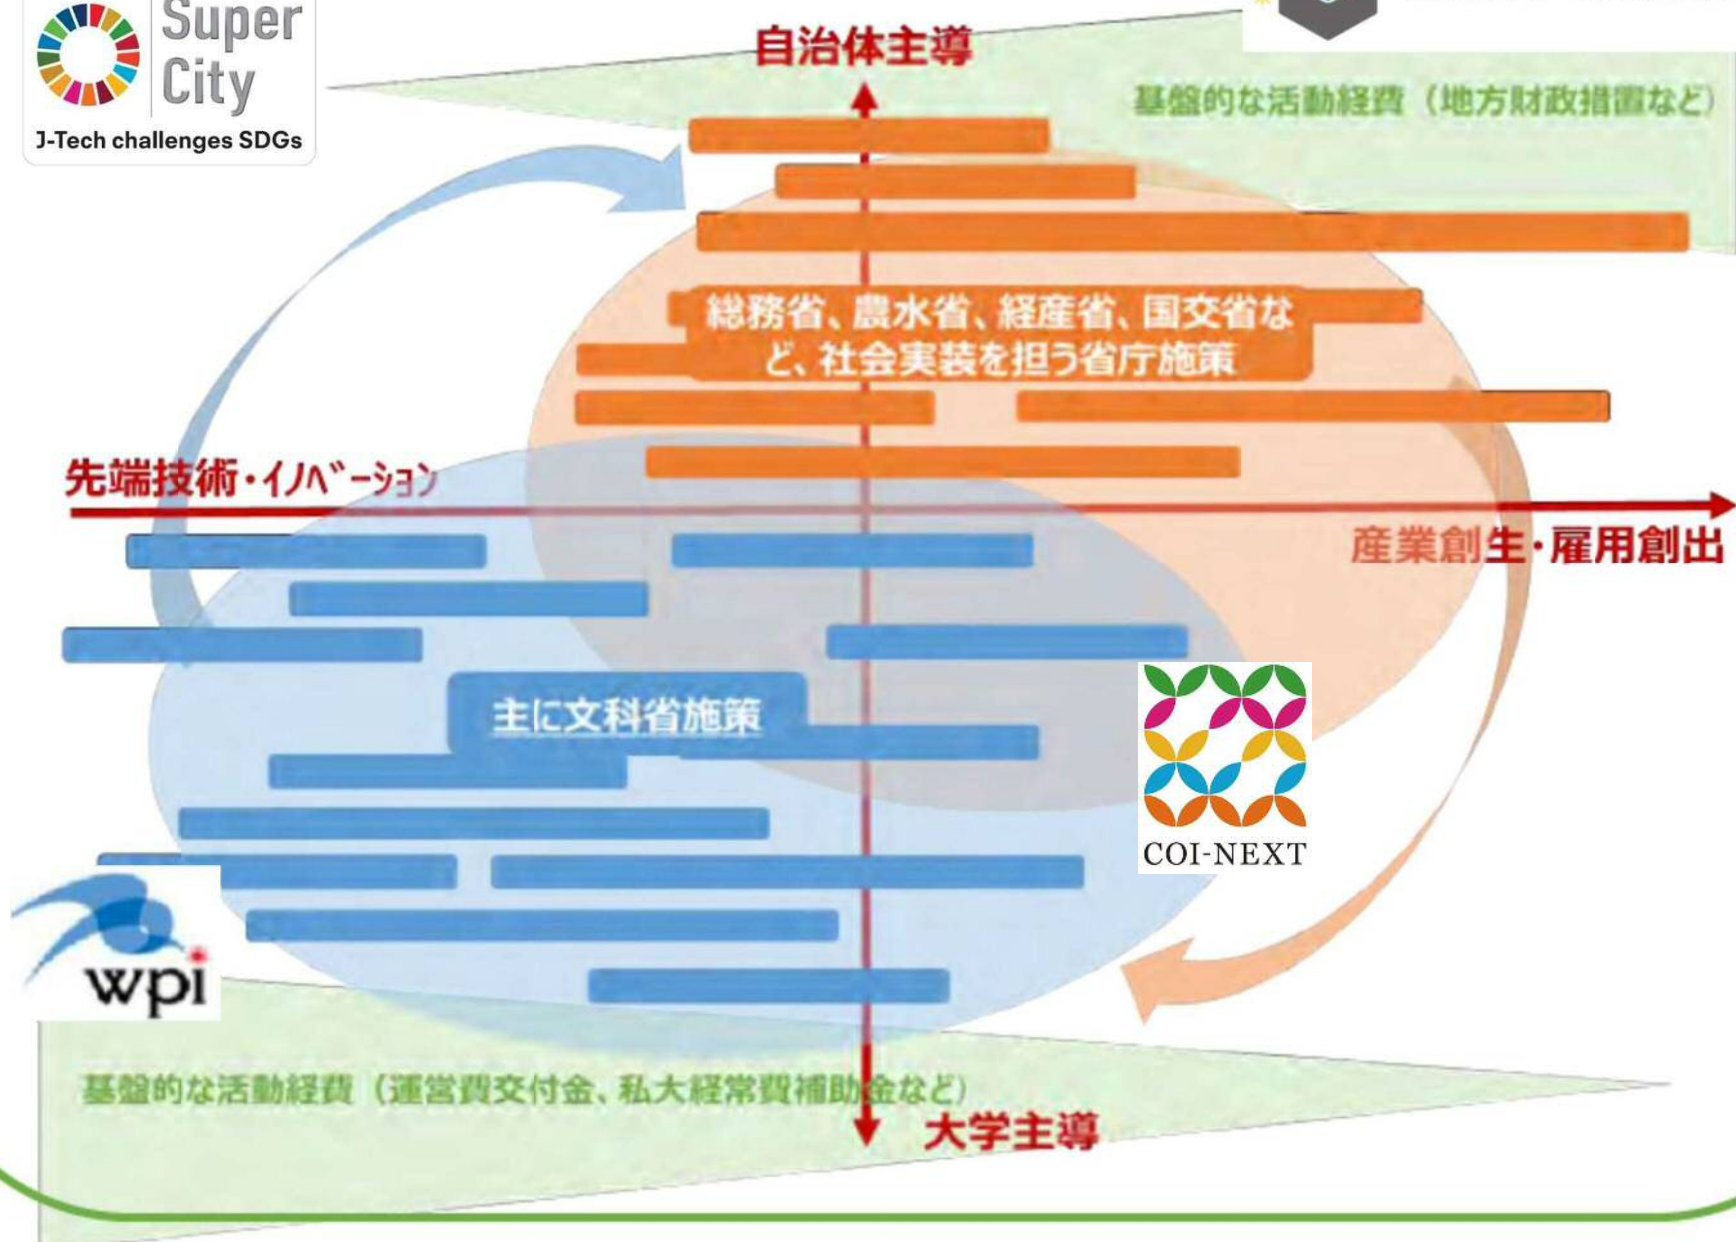 Super
City
J-Tech challenges SDGs
自治体主導
基盤的な活動経費（地方財政措置など）
総務省、農水省、経産省、国交省な
ど、社会実装を担う省庁施策
先端技術・イノベーション
産業創生・雇用創出
主に文科省施策
COI-NEXT
wpi
基盤的な活動経費（運営費交付金、私大経常費補助金など）
大学主導